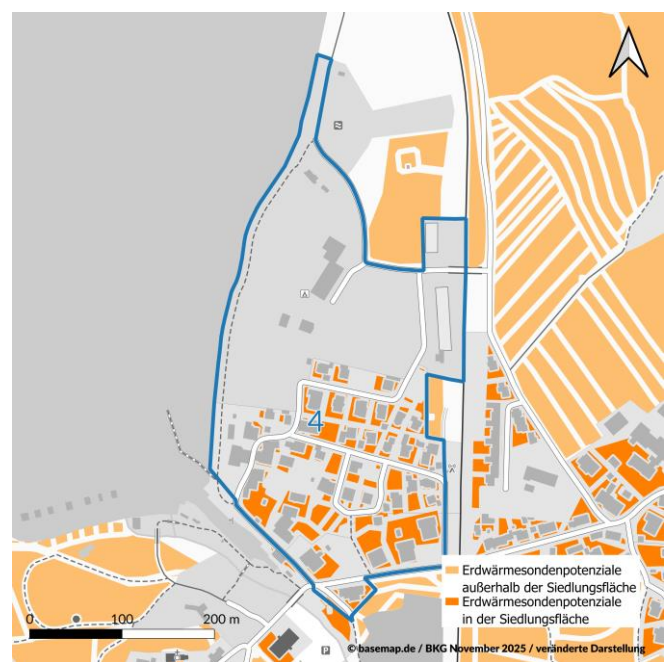 4
Erdwärmesondenpotenziale
außerhalb der Siedlungsfläche
Erdwärmesondenpotenziale
in der Siedlungsfläche
0 100 200 m
P
© basemap.de / BKG November 2025 / veränderte Darstellung